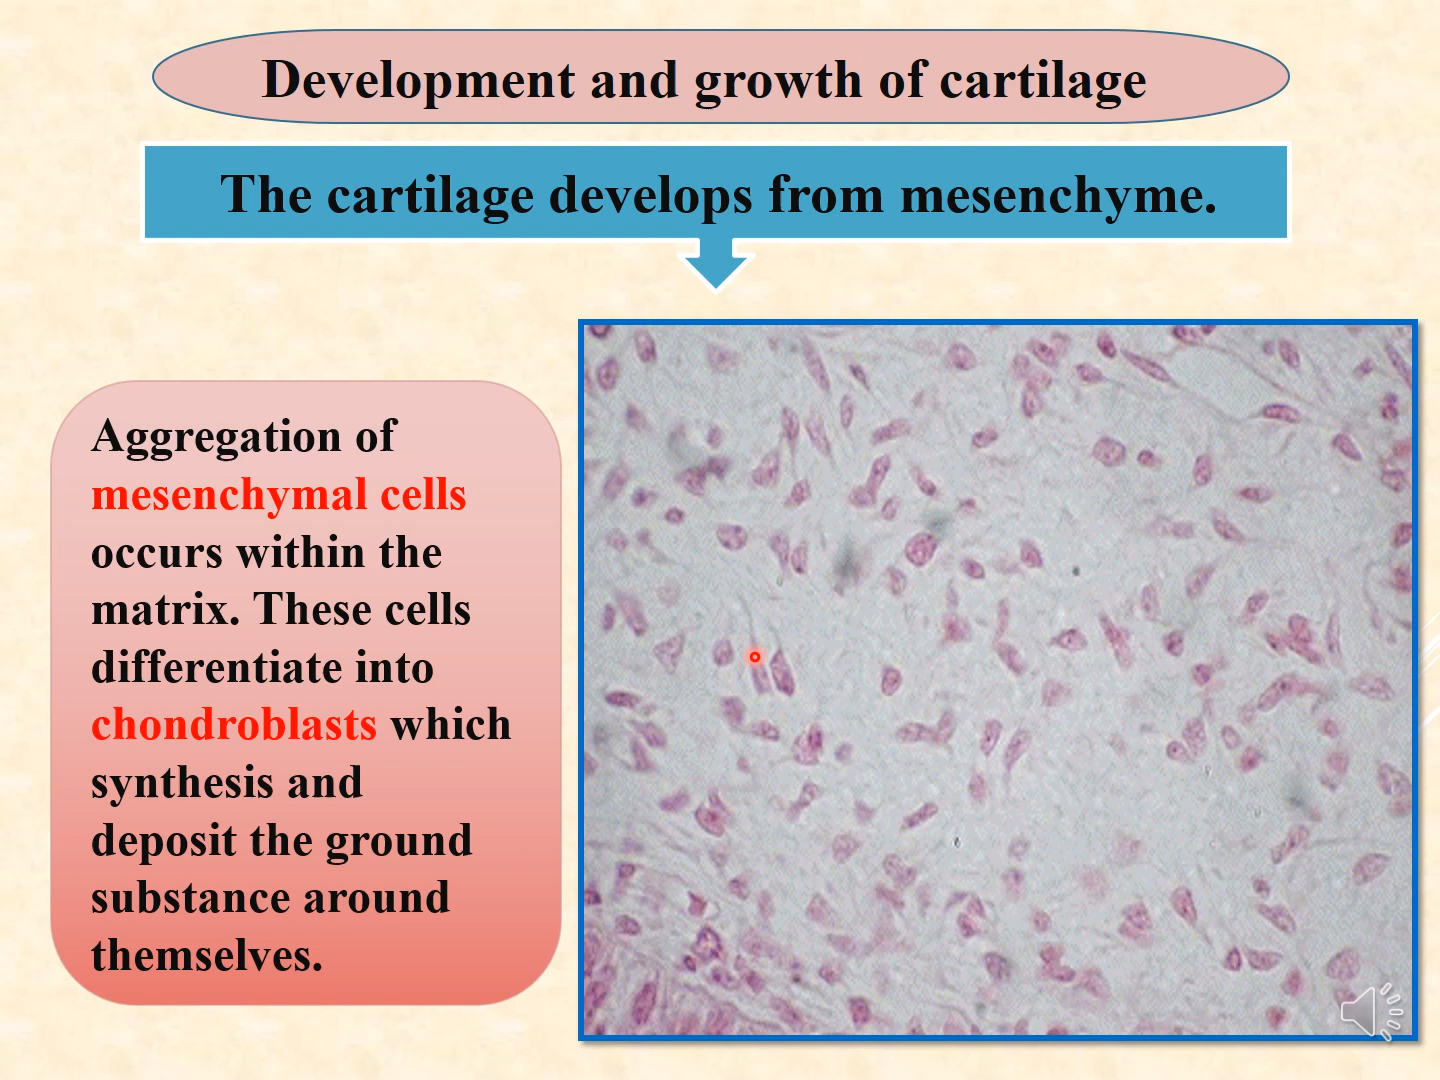 Development and growth of cartilage
The cartilage develops from mesenchyme.
Aggregation of
mesenchymal cells
occurs within the
matrix. These cells
differentiate into
chondroblasts which
synthesis and
deposit the ground
substance around
themselves.